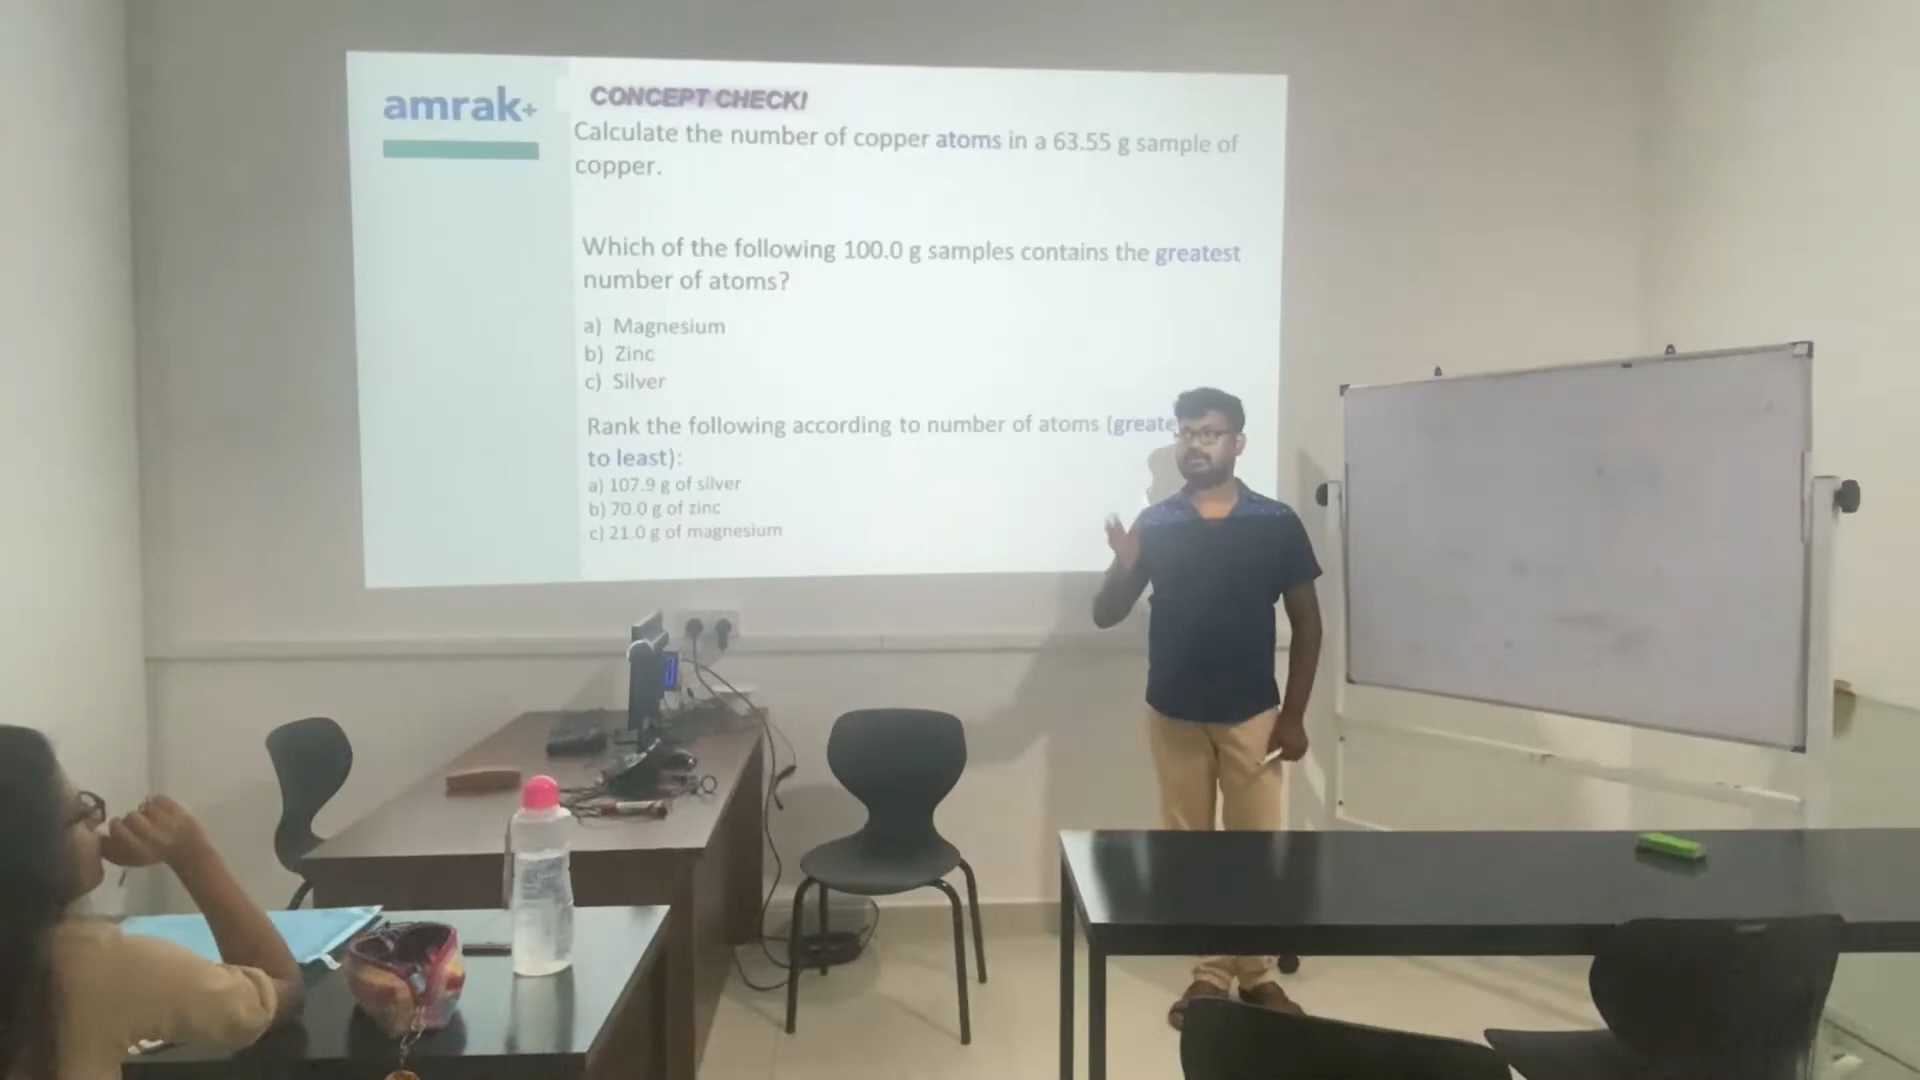 amrak+
CONCEPT CHECK!
Calculate the number of copper atoms in a 63.55 g sample of
copper.
Which of the following 100.0 g samples contains the greatest
number of atoms?
a) Magnesium
b) Zinc
c) Silver
Rank the following according to number of atoms (greate
to least):
a) 107.9 g of silver
b) 70.0 g of zinc
c) 21.0 g of magnesium